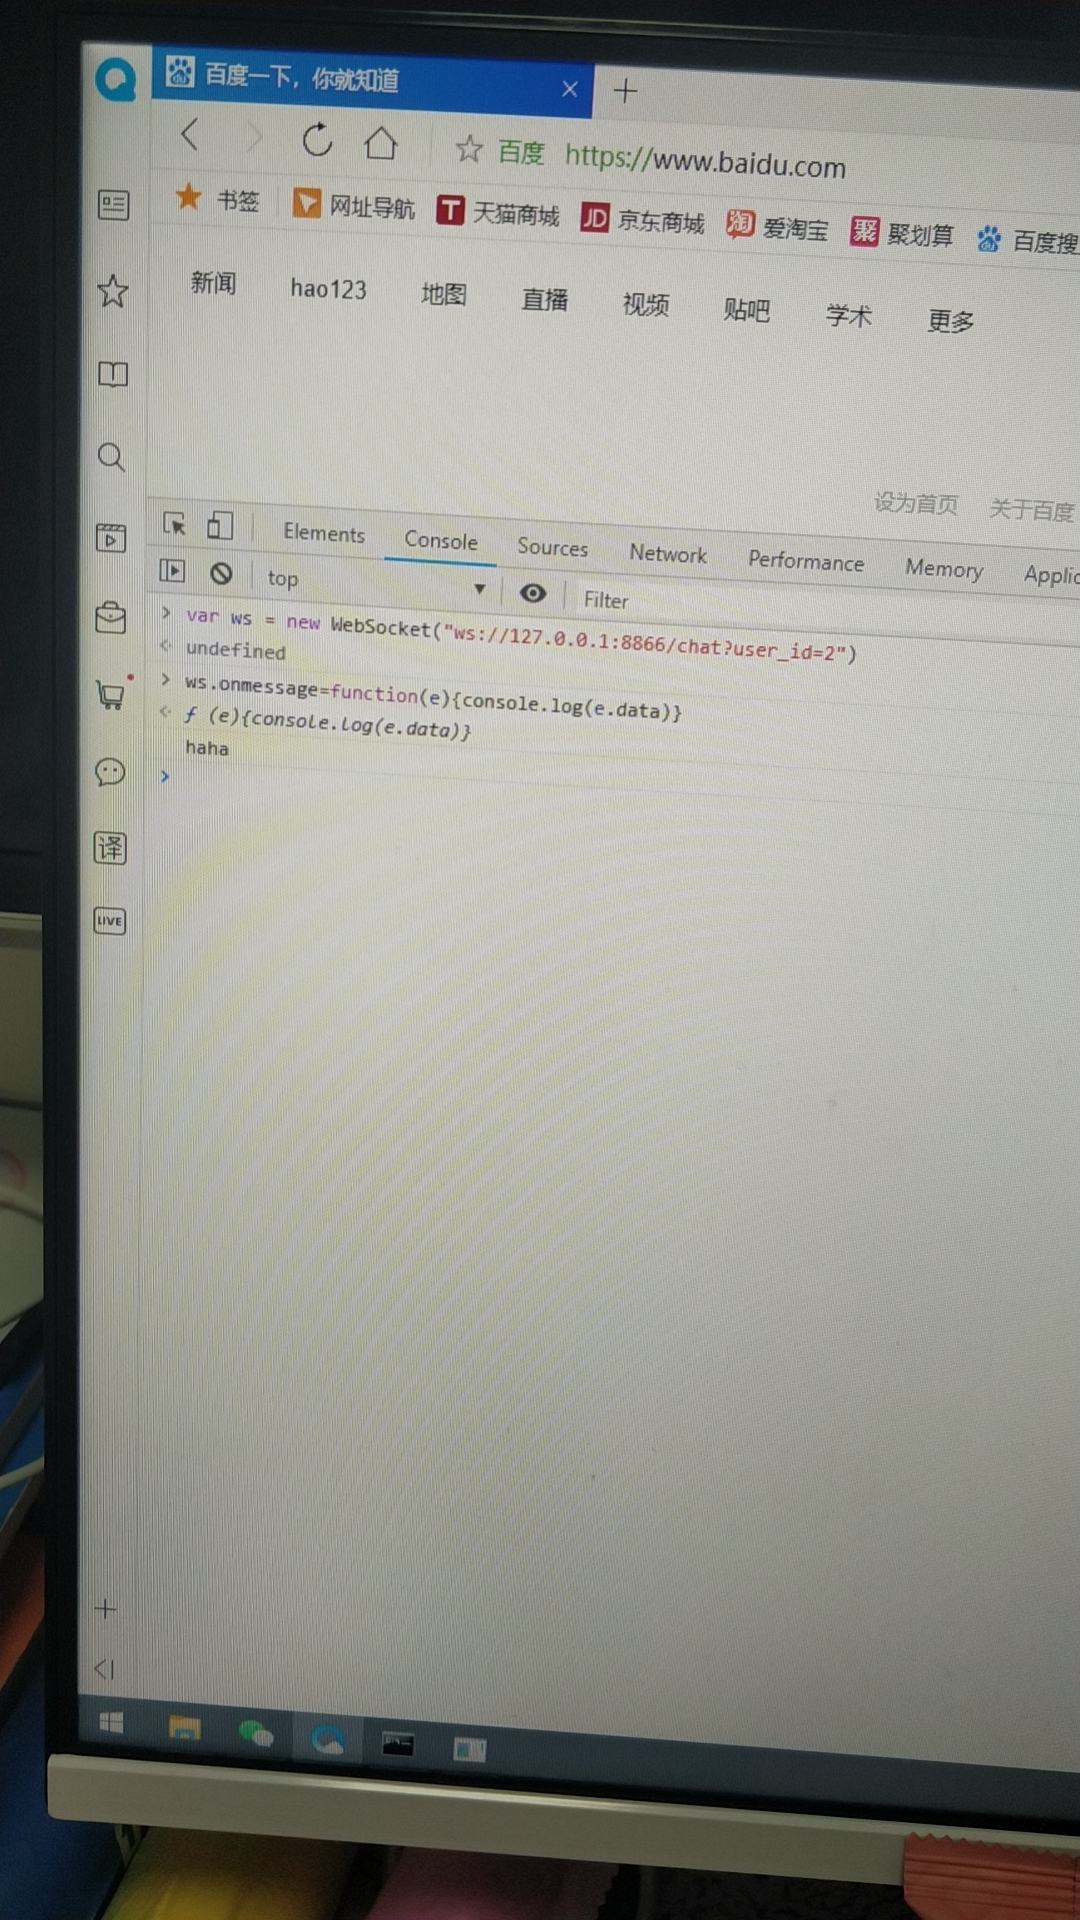 百度一下，你就知道
百度 https://www.baidu.com
书签 网址导航 T 天猫商城 JD 京东商城 淘 爱淘宝 聚 聚划算 百度搜
新闻 hao123 地图 直播 视频 贴吧 学术 更多
设为首页 关于百度
Elements Console Sources Network Performance Memory Applic
top Filter
> var ws = new WebSocket("ws://127.0.0.1:8866/chat?user_id=2")
undefined
> ws.onmessage=function(e){console.log(e.data)}
ƒ (e){console.log(e.data)}
haha
>
译
LIVE